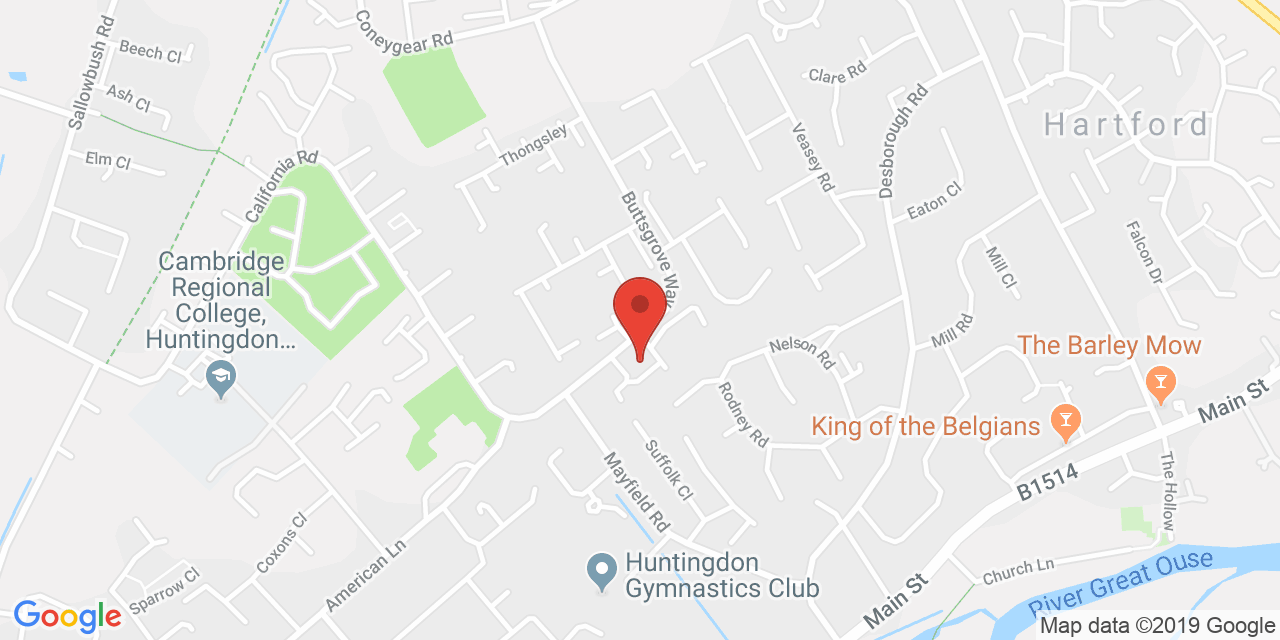 Sallowbush Rd
Beech Cl
Ash Cl
Elm Cl
Coneygear Rd
California Rd
Thongsley
Clare Rd
Veasey Rd
Desborough Rd
Hartford
Eaton Cl
Buttsgrove Way
Falcon Dr
Mill Cl
Mill Rd
Cambridge
Regional
College,
Huntingdon...
Nelson Rd
Rodney Rd
The Barley Mow
King of the Belgians
Main St
B1514
Suffolk Cl
Mayfield Rd
The Hollow
Coxons Cl
American Ln
Sparrow Cl
Huntingdon
Gymnastics Club
Church Ln
River Great Ouse
Main St
Google
Map data ©2019 Google